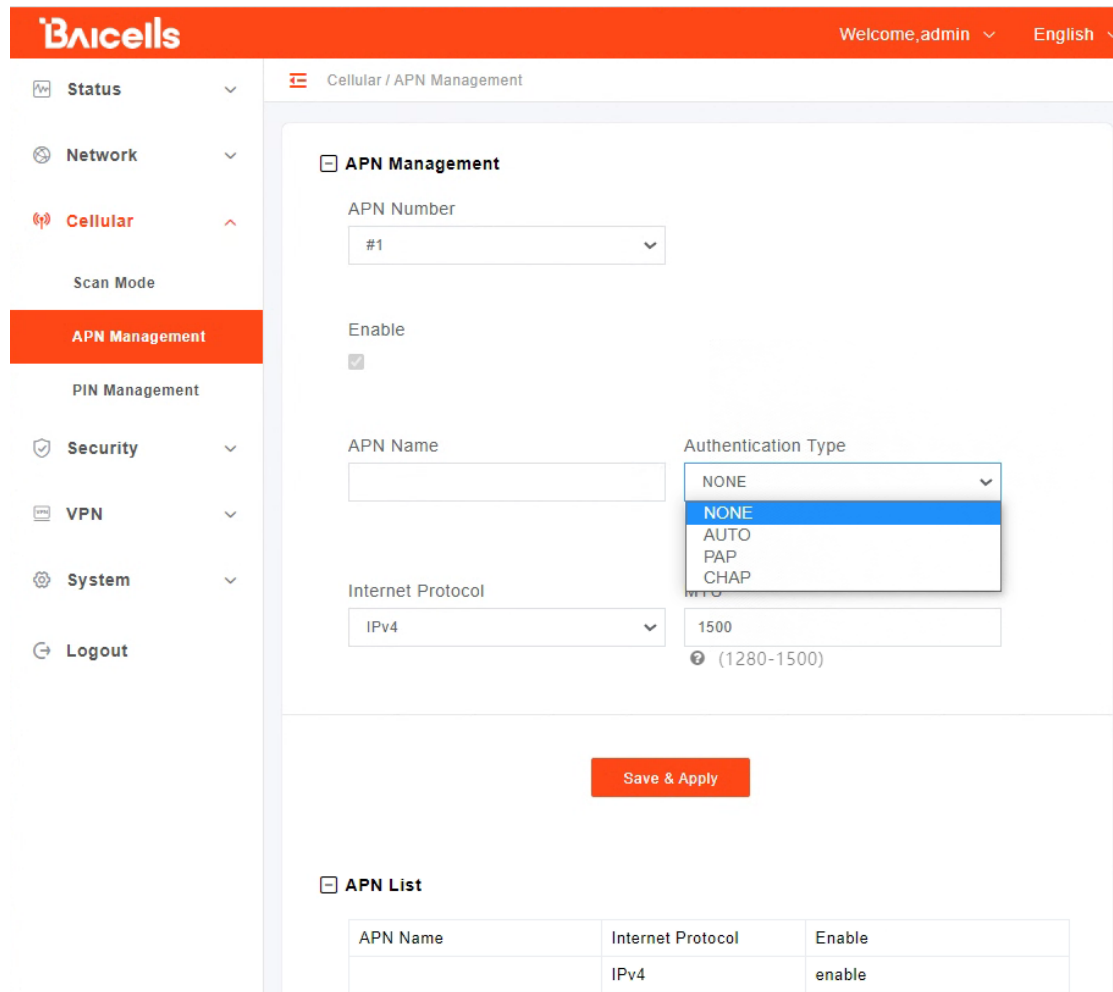 Baicells
Welcome,admin English
Status
Cellular / APN Management
Network
APN Management
APN Number
Cellular
#1
Scan Mode
Enable
APN Management
PIN Management
Security
APN Name Authentication Type
NONE
VPN
NONE
AUTO
PAP
CHAP
System
Internet Protocol MTU
IPv4 1500
Logout
(1280-1500)
Save & Apply
APN List
APN Name Internet Protocol Enable
IPv4 enable